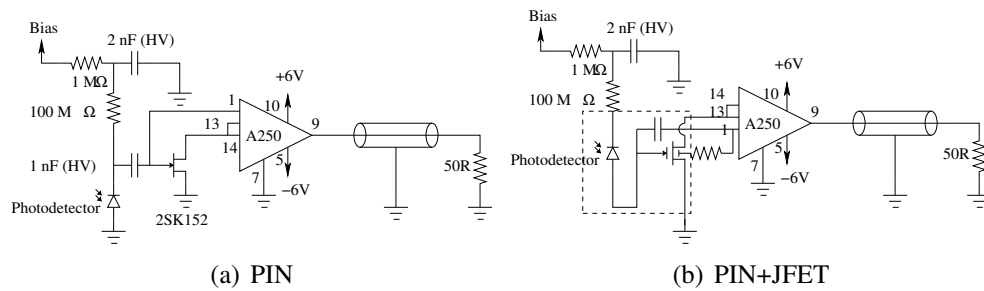 Bias
2 nF (HV)
1 MΩ
100 M Ω
+6V
1
10
13
A250
9
14
5
1 nF (HV)
7
−6V
50R
Photodetector
2SK152
(a) PIN
Bias
2 nF (HV)
1 MΩ
+6V
100 M Ω
14
10
13
A250
9
1
5
Photodetector
7
−6V
50R
(b) PIN+JFET